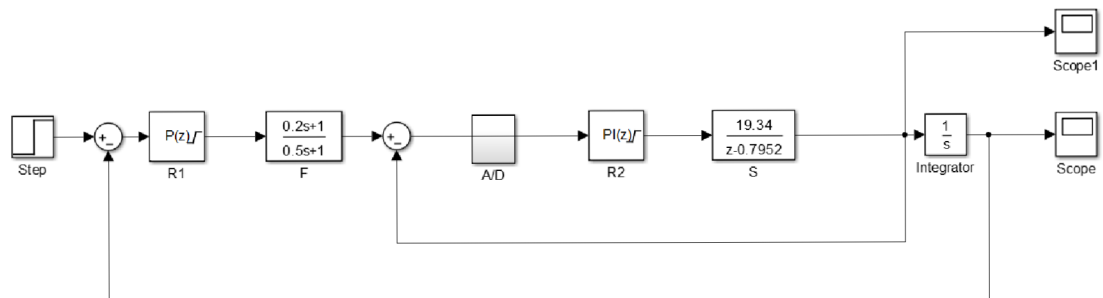 Scope1
Step
+
−
P(z)
R1
0.2s+1
0.5s+1
F
+
−
A/D
PI(z)
R2
19.34
z-0.7952
S
1
s
Integrator
Scope